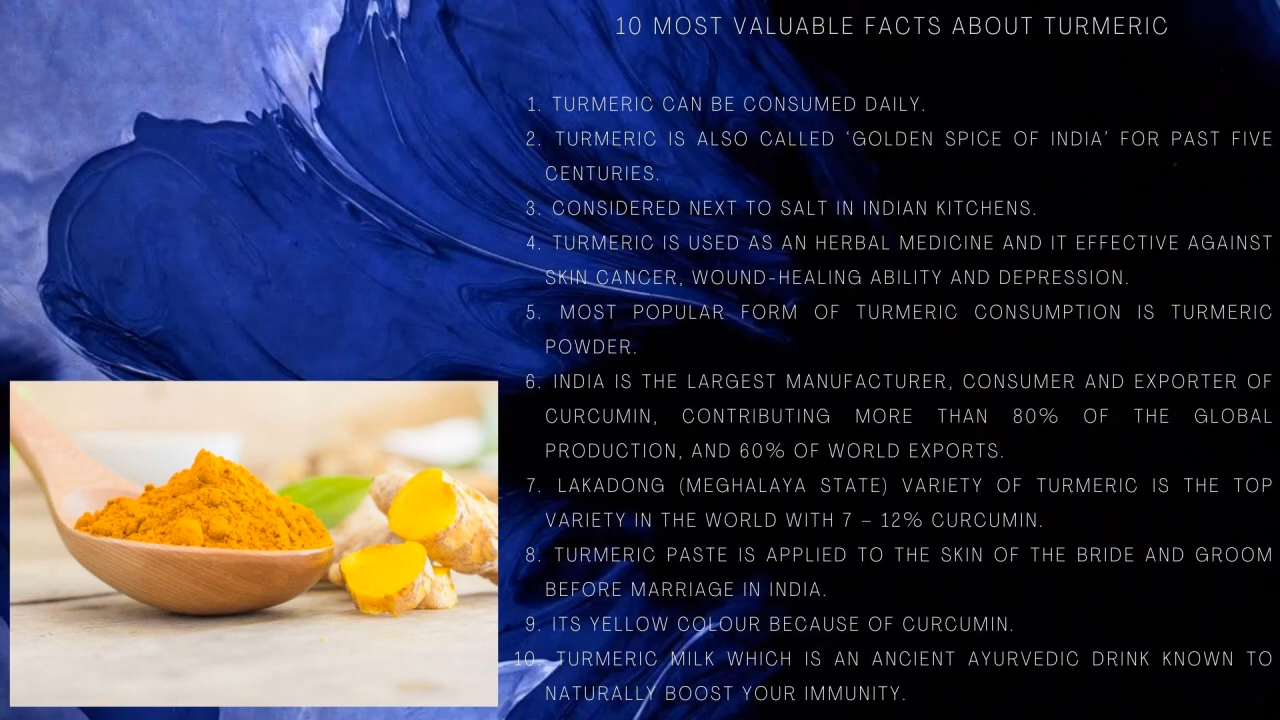 10 MOST VALUABLE FACTS ABOUT TURMERIC
1. TURMERIC CAN BE CONSUMED DAILY.
2. TURMERIC IS ALSO CALLED ‘GOLDEN SPICE OF INDIA’ FOR PAST FIVE
CENTURIES.
3. CONSIDERED NEXT TO SALT IN INDIAN KITCHENS.
4. TURMERIC IS USED AS AN HERBAL MEDICINE AND IT EFFECTIVE AGAINST
SKIN CANCER, WOUND-HEALING ABILITY AND DEPRESSION.
5. MOST POPULAR FORM OF TURMERIC CONSUMPTION IS TURMERIC
POWDER.
6. INDIA IS THE LARGEST MANUFACTURER, CONSUMER AND EXPORTER OF
CURCUMIN, CONTRIBUTING MORE THAN 80% OF THE GLOBAL
PRODUCTION, AND 60% OF WORLD EXPORTS.
7. LAKADONG (MEGHALAYA STATE) VARIETY OF TURMERIC IS THE TOP
VARIETY IN THE WORLD WITH 7 – 12% CURCUMIN.
8. TURMERIC PASTE IS APPLIED TO THE SKIN OF THE BRIDE AND GROOM
BEFORE MARRIAGE IN INDIA.
9. ITS YELLOW COLOUR BECAUSE OF CURCUMIN.
10. TURMERIC MILK WHICH IS AN ANCIENT AYURVEDIC DRINK KNOWN TO
NATURALLY BOOST YOUR IMMUNITY.